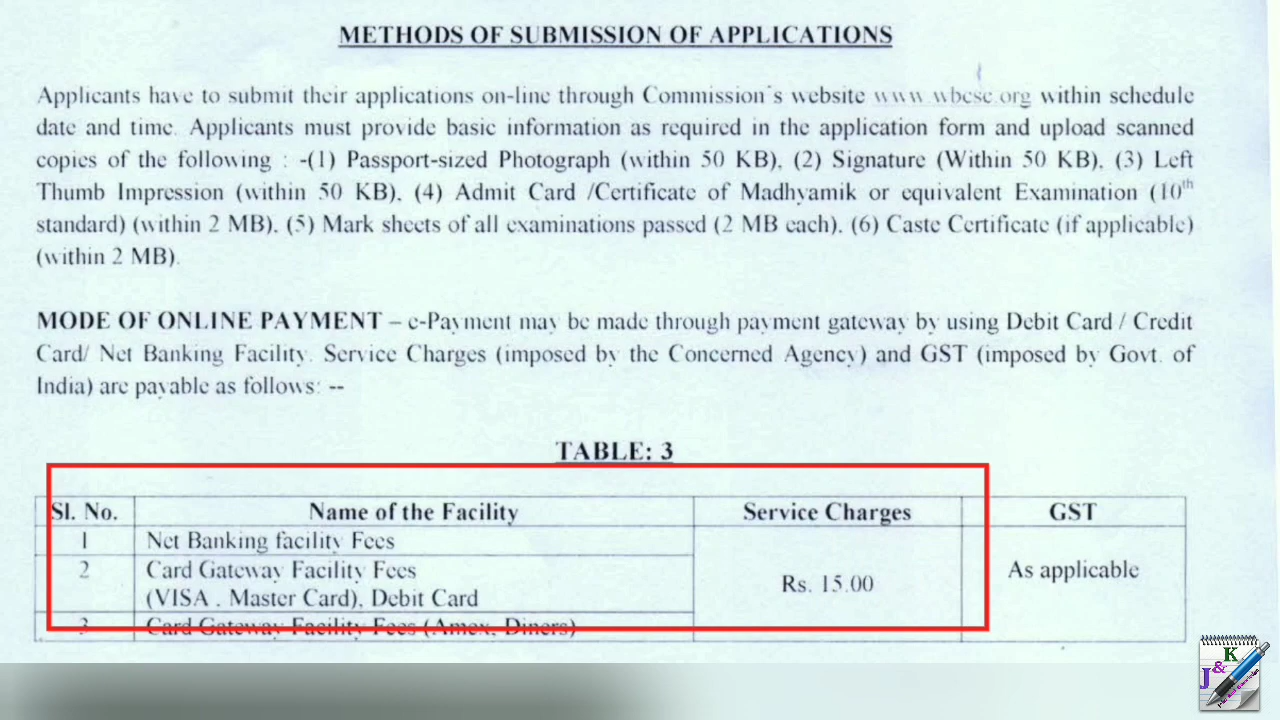 METHODS OF SUBMISSION OF APPLICATIONS
Applicants have to submit their applications on-line through Commission's website www.wbcsc.org within schedule
date and time. Applicants must provide basic information as required in the application form and upload scanned
copies of the following : -(1) Passport-sized Photograph (within 50 KB), (2) Signature (Within 50 KB), (3) Left
Thumb Impression (within 50 KB), (4) Admit Card /Certificate of Madhyamik or equivalent Examination (10th
standard) (within 2 MB), (5) Mark sheets of all examinations passed (2 MB each), (6) Caste Certificate (if applicable)
(within 2 MB).
MODE OF ONLINE PAYMENT – e-Payment may be made through payment gateway by using Debit Card / Credit
Card/ Net Banking Facility. Service Charges (imposed by the Concerned Agency) and GST (imposed by Govt. of
India) are payable as follows: --
TABLE: 3
Sl. No. Name of the Facility Service Charges GST
1 Net Banking facility Fees
2 Card Gateway Facility Fees
(VISA , Master Card), Debit Card
Rs. 15.00
As applicable
3 Card Gateway Facility Fees (Amex, Diners)
J & K